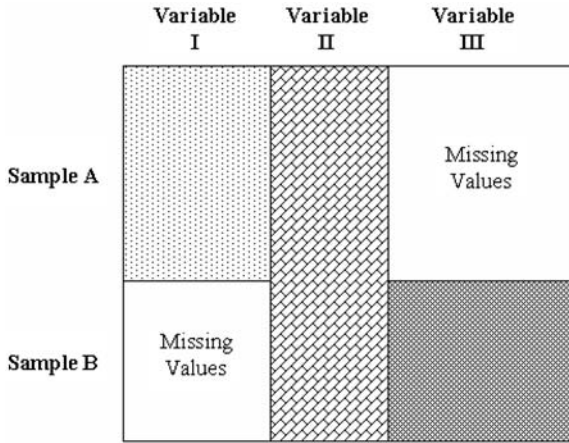 Variable Variable Variable
I II III
Missing
Sample A Values
Missing
Sample B Values